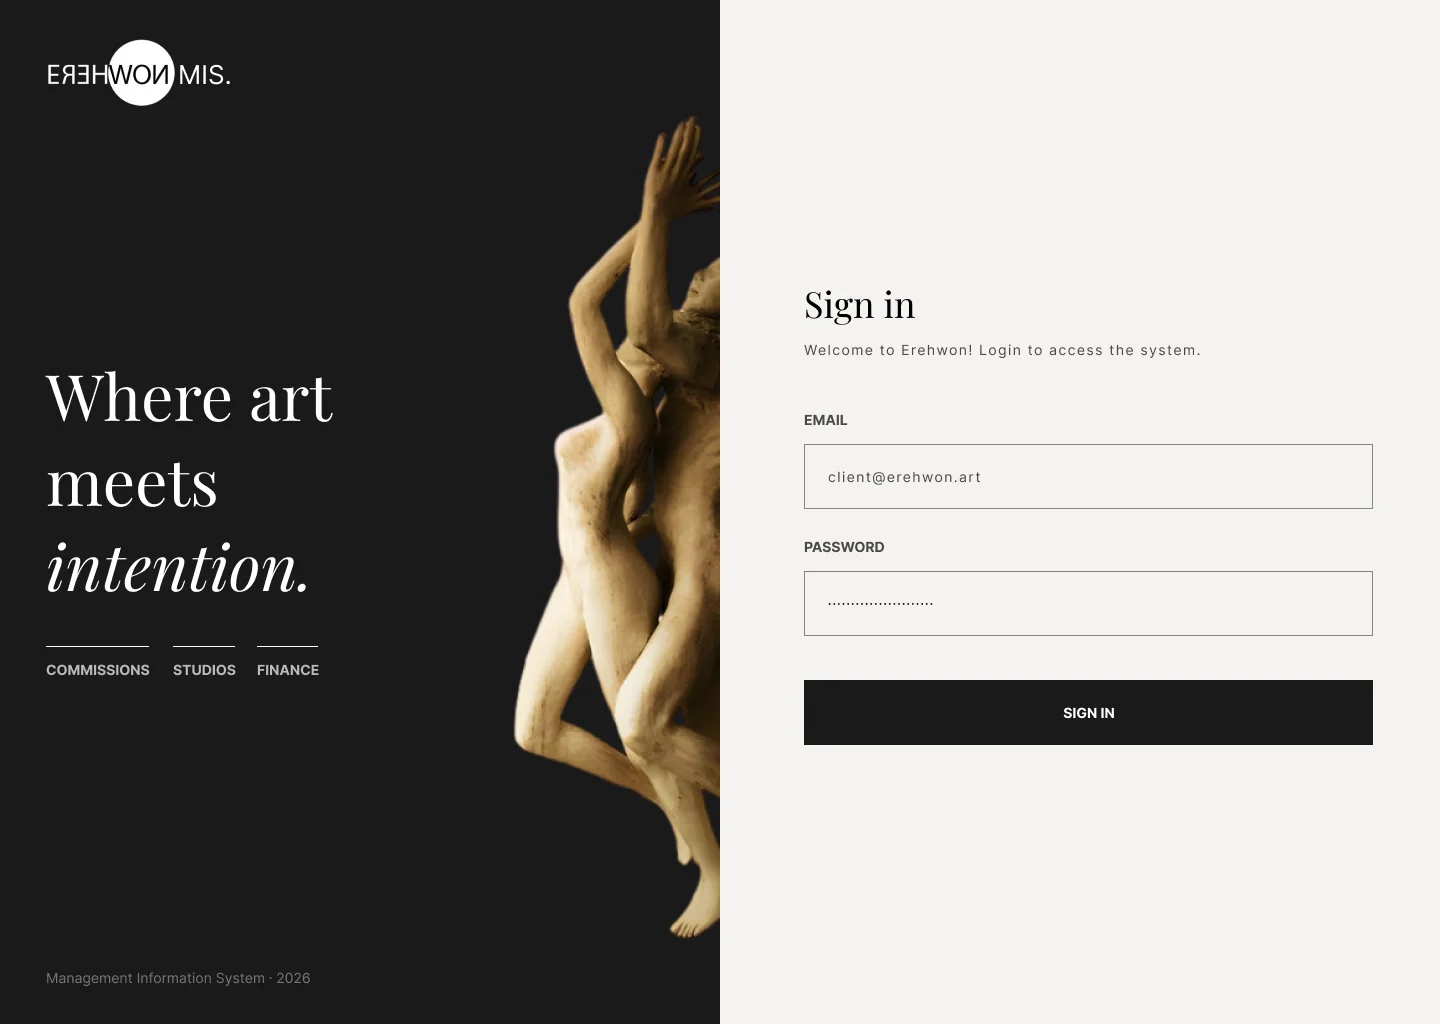 EЯƎHWOИ MIS.
Where art
meets
intention.
COMMISSIONS STUDIOS FINANCE
Management Information System · 2026
Sign in
Welcome to Erehwon! Login to access the system.
EMAIL
client@erehwon.art
PASSWORD
.......................
SIGN IN